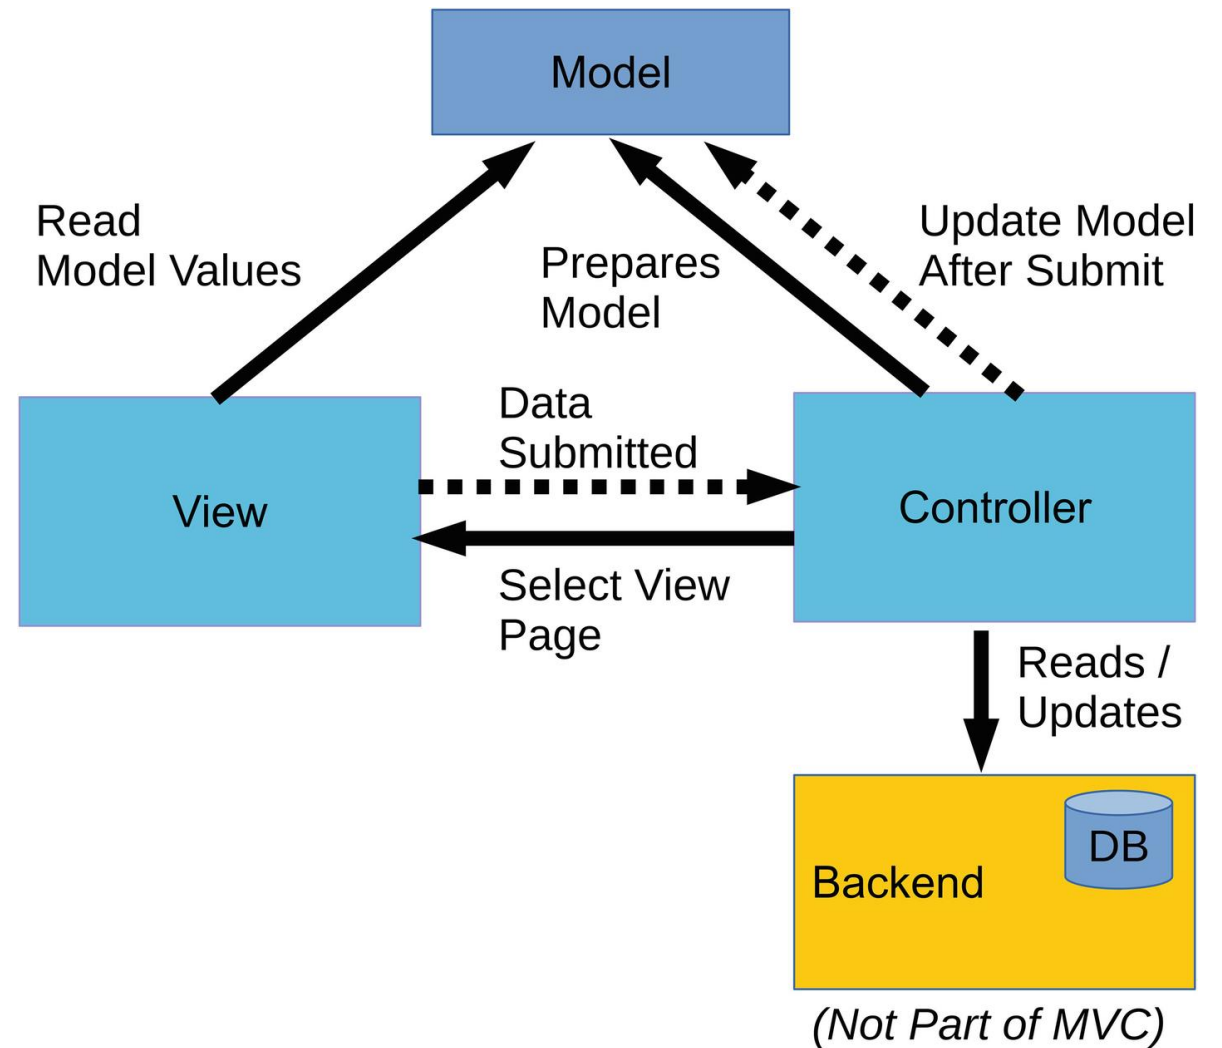 Model
Read
Model Values
Prepares
Model
Update Model
After Submit
Data
Submitted
View
Controller
Select View
Page
Reads /
Updates
DB
Backend
(Not Part of MVC)